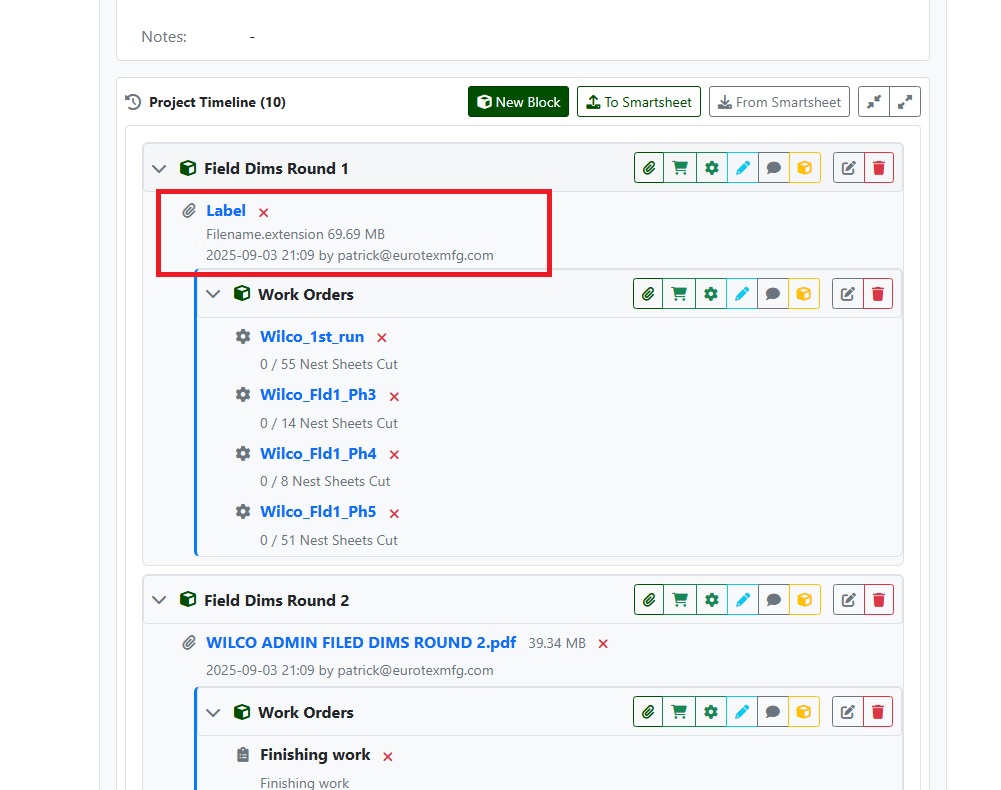 Notes: -
Project Timeline (10) New Block To Smartsheet From Smartsheet
Field Dims Round 1
Label
Filename.extension 69.69 MB
2025-09-03 21:09 by patrick@eurotexmfg.com
Work Orders
Wilco_1st_run
0 / 55 Nest Sheets Cut
Wilco_Fld1_Ph3
0 / 14 Nest Sheets Cut
Wilco_Fld1_Ph4
0 / 8 Nest Sheets Cut
Wilco_Fld1_Ph5
0 / 51 Nest Sheets Cut
Field Dims Round 2
WILCO ADMIN FILED DIMS ROUND 2.pdf 39.34 MB
2025-09-03 21:09 by patrick@eurotexmfg.com
Work Orders
Finishing work
Finishing work